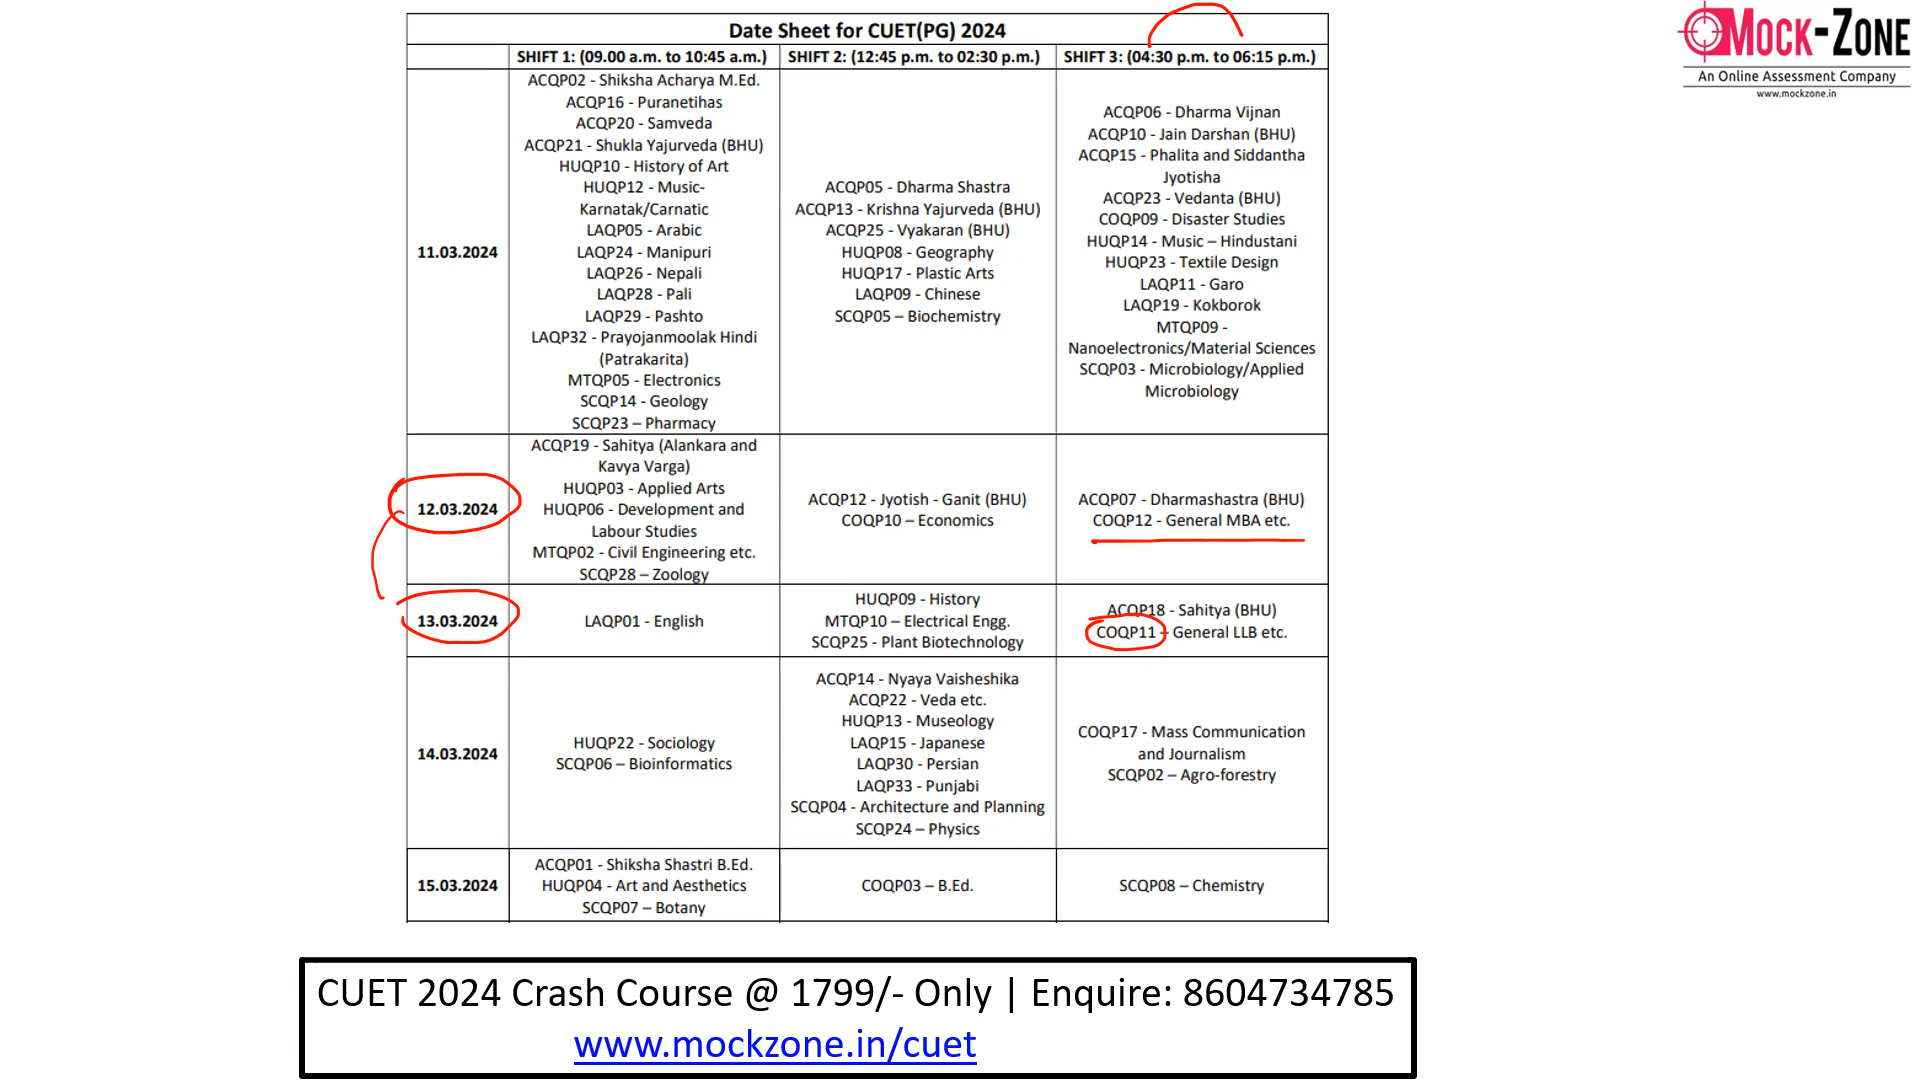 Date Sheet for CUET(PG) 2024
SHIFT 1: (09.00 a.m. to 10:45 a.m.)
SHIFT 2: (12:45 p.m. to 02:30 p.m.)
SHIFT 3: (04:30 p.m. to 06:15 p.m.)
11.03.2024
ACQP02 - Shiksha Acharya M.Ed.
ACQP16 - Puranetihas
ACQP20 - Samveda
ACQP21 - Shukla Yajurveda (BHU)
HUQP10 - History of Art
HUQP12 - Music-
Karnatak/Carnatic
LAQP05 - Arabic
LAQP24 - Manipuri
LAQP26 - Nepali
LAQP28 - Pali
LAQP29 - Pashto
LAQP32 - Prayojanmoolak Hindi
(Patrakarita)
MTQP05 - Electronics
SCQP14 - Geology
SCQP23 – Pharmacy
ACQP05 - Dharma Shastra
ACQP13 - Krishna Yajurveda (BHU)
ACQP25 - Vyakaran (BHU)
HUQP08 - Geography
HUQP17 - Plastic Arts
LAQP09 - Chinese
SCQP05 – Biochemistry
ACQP06 - Dharma Vijnan
ACQP10 - Jain Darshan (BHU)
ACQP15 - Phalita and Siddantha
Jyotisha
ACQP23 - Vedanta (BHU)
COQP09 - Disaster Studies
HUQP14 - Music – Hindustani
HUQP23 - Textile Design
LAQP11 - Garo
LAQP19 - Kokborok
MTQP09 -
Nanoelectronics/Material Sciences
SCQP03 - Microbiology/Applied
Microbiology
12.03.2024
ACQP19 - Sahitya (Alankara and
Kavya Varga)
HUQP03 - Applied Arts
HUQP06 - Development and
Labour Studies
MTQP02 - Civil Engineering etc.
SCQP28 – Zoology
ACQP12 - Jyotish - Ganit (BHU)
COQP10 – Economics
ACQP07 - Dharmashastra (BHU)
COQP12 - General MBA etc.
13.03.2024
LAQP01 - English
HUQP09 - History
MTQP10 – Electrical Engg.
SCQP25 - Plant Biotechnology
ACQP18 - Sahitya (BHU)
COQP11 – General LLB etc.
14.03.2024
HUQP22 - Sociology
SCQP06 – Bioinformatics
ACQP14 - Nyaya Vaisheshika
ACQP22 - Veda etc.
HUQP13 - Museology
LAQP15 - Japanese
LAQP30 - Persian
LAQP33 - Punjabi
SCQP04 - Architecture and Planning
SCQP24 – Physics
COQP17 - Mass Communication
and Journalism
SCQP02 – Agro-forestry
15.03.2024
ACQP01 - Shiksha Shastri B.Ed.
HUQP04 - Art and Aesthetics
SCQP07 – Botany
COQP03 – B.Ed.
SCQP08 – Chemistry
MOCK-ZONE
An Online Assessment Company
www.mockzone.in
CUET 2024 Crash Course @ 1799/- Only | Enquire: 8604734785
www.mockzone.in/cuet